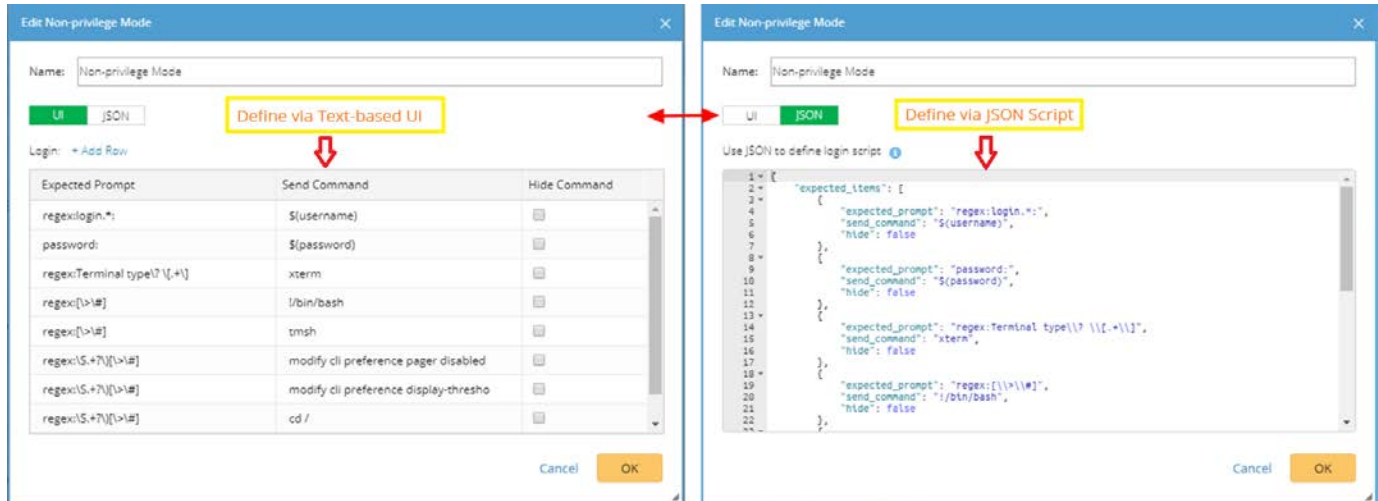 Edit Non-privilege Mode
Name: Non-privilege Mode
UI JSON
Define via Text-based UI
Login: + Add Row
Expected Prompt Send Command Hide Command
regex:login.*: $(username)
password: $(password)
regex:Terminal type\? \[.+\] xterm
regex:[\>\#] !/bin/bash
regex:[\>\#] tmsh
regex:\S.+?\)[\>\#] modify cli preference pager disabled
regex:\S.+?\)[\>\#] modify cli preference display-thresho
regex:\S.+?\)[\>\#] cd /
Cancel OK
Edit Non-privilege Mode
Name: Non-privilege Mode
UI JSON
Define via JSON Script
Use JSON to define login script
1 {
2 "expected_items": [
3 {
4 "expected_prompt": "regex:login.*:",
5 "send_command": "$(username)",
6 "hide": false
7 },
8 {
9 "expected_prompt": "password:",
10 "send_command": "$(password)",
11 "hide": false
12 },
13 {
14 "expected_prompt": "regex:Terminal type\\? \\[.+\\]",
15 "send_command": "xterm",
16 "hide": false
17 },
18 {
19 "expected_prompt": "regex:[\\>\\#]",
20 "send_command": "!/bin/bash",
21 "hide": false
22 },
Cancel OK